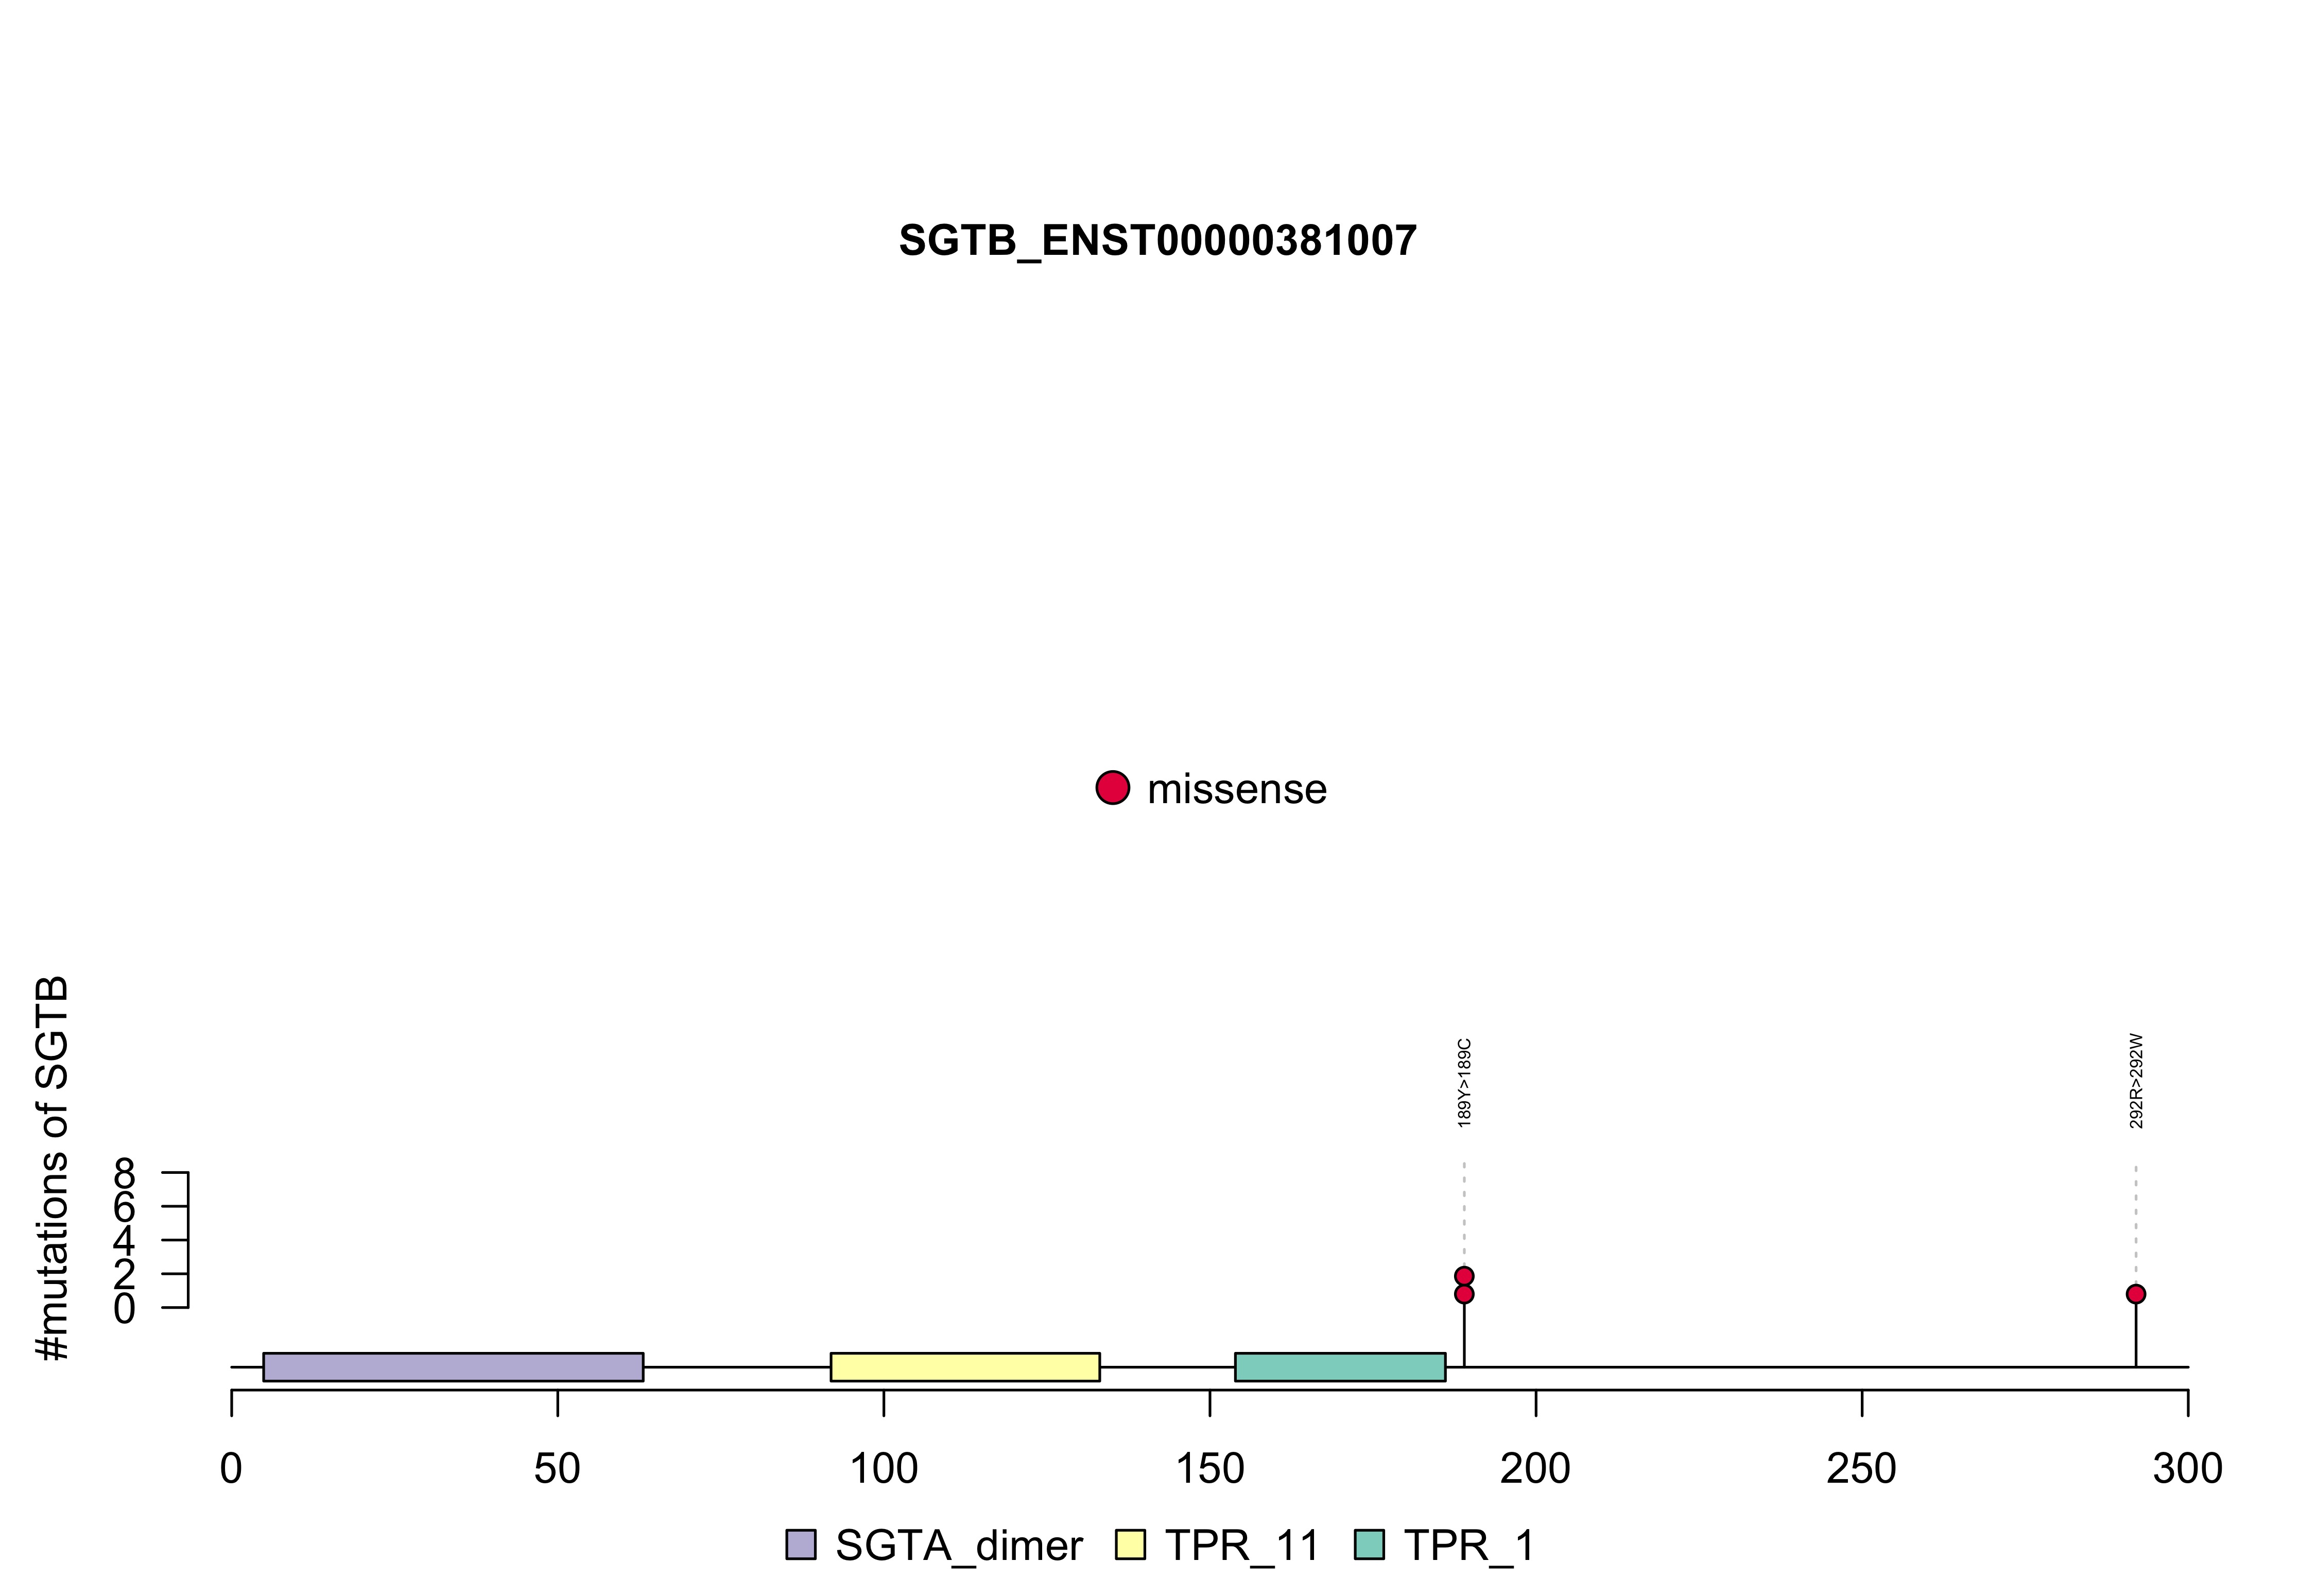 SGTB_ENST00000381007
missense
#mutations of SGTB
189Y>189C
292R>292W
8
6
4
2
0
0 50 100 150 200 250 300
SGTA_dimer TPR_11 TPR_1